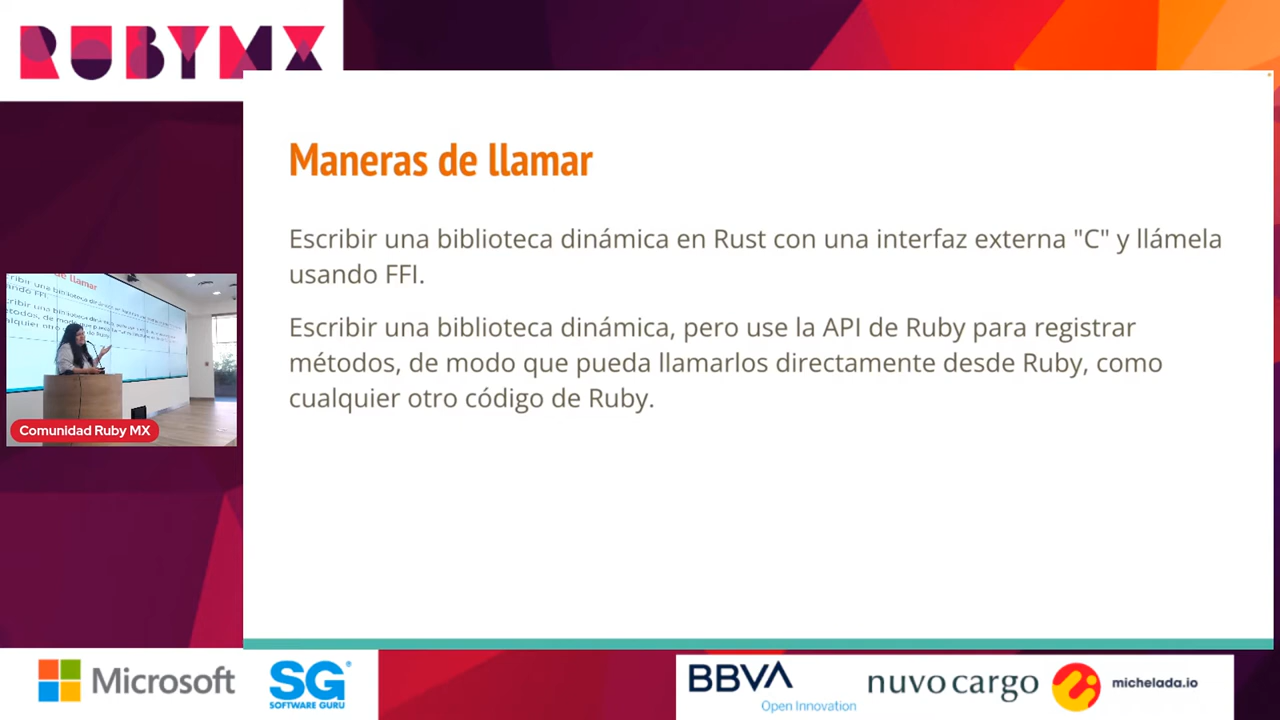 RUBYMX
Maneras de llamar
Escribir una biblioteca dinámica en Rust con una interfaz externa "C" y llámela
usando FFI.
Escribir una biblioteca dinámica, pero use la API de Ruby para registrar
métodos, de modo que pueda llamarlos directamente desde Ruby, como
cualquier otro código de Ruby.
de llamar
Comunidad Ruby MX
Microsoft
SG
SOFTWARE GURU
BBVA
Open Innovation
nuvocargo
michelada.io